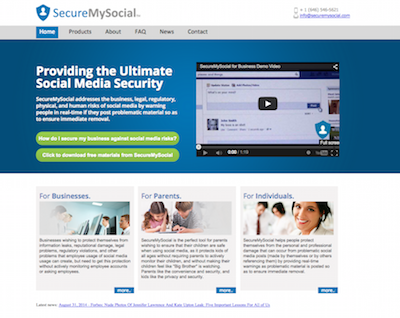 SecureMySocial™
+ 1 (646)
info@securemysocial.com
Home Products About FAQ News Contact
Providing the Ultimate
Social Media Security
SecureMySocial addresses the business, legal, regulatory,
physical, and human risks of social media by warning
people in real-time if they post problematic material so as
to ensure immediate removal.
How do I secure my business against social media risks?
Click to download free materials from SecureMySocial
SecureMySocial for Business Demo Video
Full screen
For Businesses.
Businesses wishing to protect themselves from
information leaks, reputational damage, legal
problems, regulatory violations, and other
problems that employee usage of social media
usage can create, but need to get this protection
without actively monitoring employee accounts
or asking employees.
more..
For Parents.
SecureMySocial is the perfect tool for parents
wishing to ensure that their children are safe
when using social media, as it protects kids of
all ages without requiring parents to actively
monitor their children, and without making their
children feel like "Big Brother" is watching.
Parents like the convenience and security, and
kids like the privacy and security.
more..
For Individuals.
SecureMySocial helps people protect
themselves from the personal and professional
damage that can occur from problematic social
media posts (made by themselves or by others
referencing them) by providing real-time
warnings as problematic material is posted so
as to ensure immediate removal.
more..
Latest news: August 31, 2014 - Forbes: Nude Photos Of Jennifer Lawrence And Kate Upton Leak: Five Important Lessons For All of Us